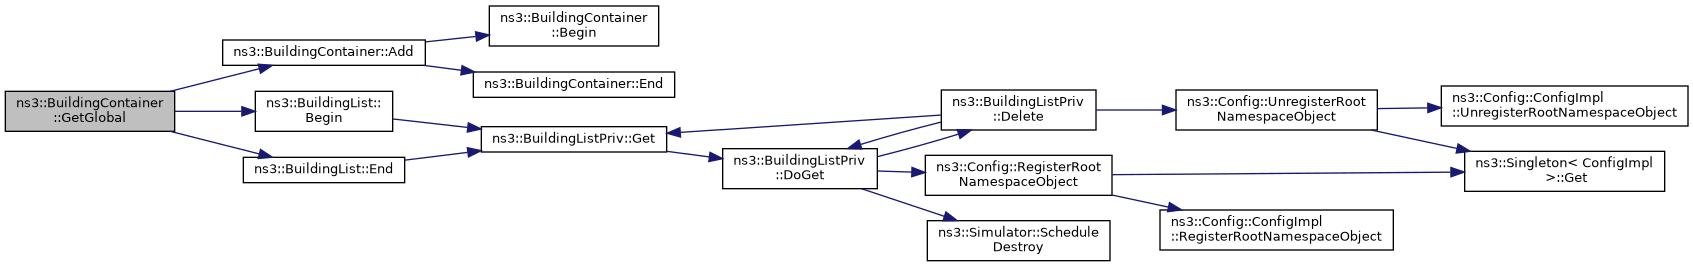 ns3::BuildingContainer
::GetGlobal
ns3::BuildingContainer::Add
ns3::BuildingContainer
::Begin
ns3::BuildingContainer::End
ns3::BuildingList::
Begin
ns3::BuildingList::End
ns3::BuildingListPriv::Get
ns3::BuildingListPriv
::DoGet
ns3::BuildingListPriv
::Delete
ns3::Config::RegisterRoot
NamespaceObject
ns3::Simulator::Schedule
Destroy
ns3::Config::UnregisterRoot
NamespaceObject
ns3::Config::ConfigImpl
::UnregisterRootNamespaceObject
ns3::Singleton< ConfigImpl
>::Get
ns3::Config::ConfigImpl
::RegisterRootNamespaceObject